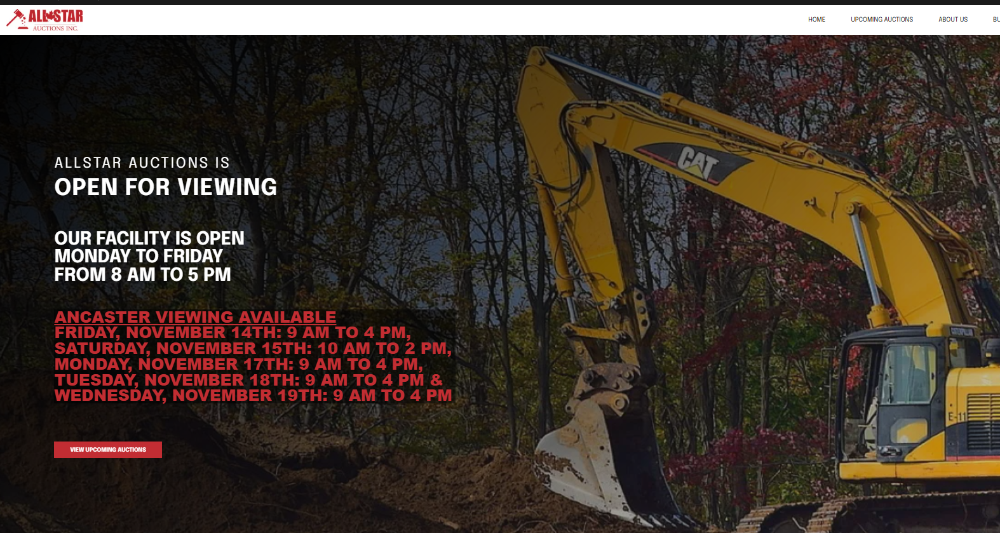 ALL STAR
AUCTIONS INC.
HOME
UPCOMING AUCTIONS
ABOUT US
BU
ALLSTAR AUCTIONS IS
OPEN FOR VIEWING
OUR FACILITY IS OPEN
MONDAY TO FRIDAY
FROM 8 AM TO 5 PM
ANCASTER VIEWING AVAILABLE
FRIDAY, NOVEMBER 14TH: 9 AM TO 4 PM,
SATURDAY, NOVEMBER 15TH: 10 AM TO 2 PM,
MONDAY, NOVEMBER 17TH: 9 AM TO 4 PM,
TUESDAY, NOVEMBER 18TH: 9 AM TO 4 PM &
WEDNESDAY, NOVEMBER 19TH: 9 AM TO 4 PM
VIEW UPCOMING AUCTIONS
CAT
CATERPILLAR
E-11